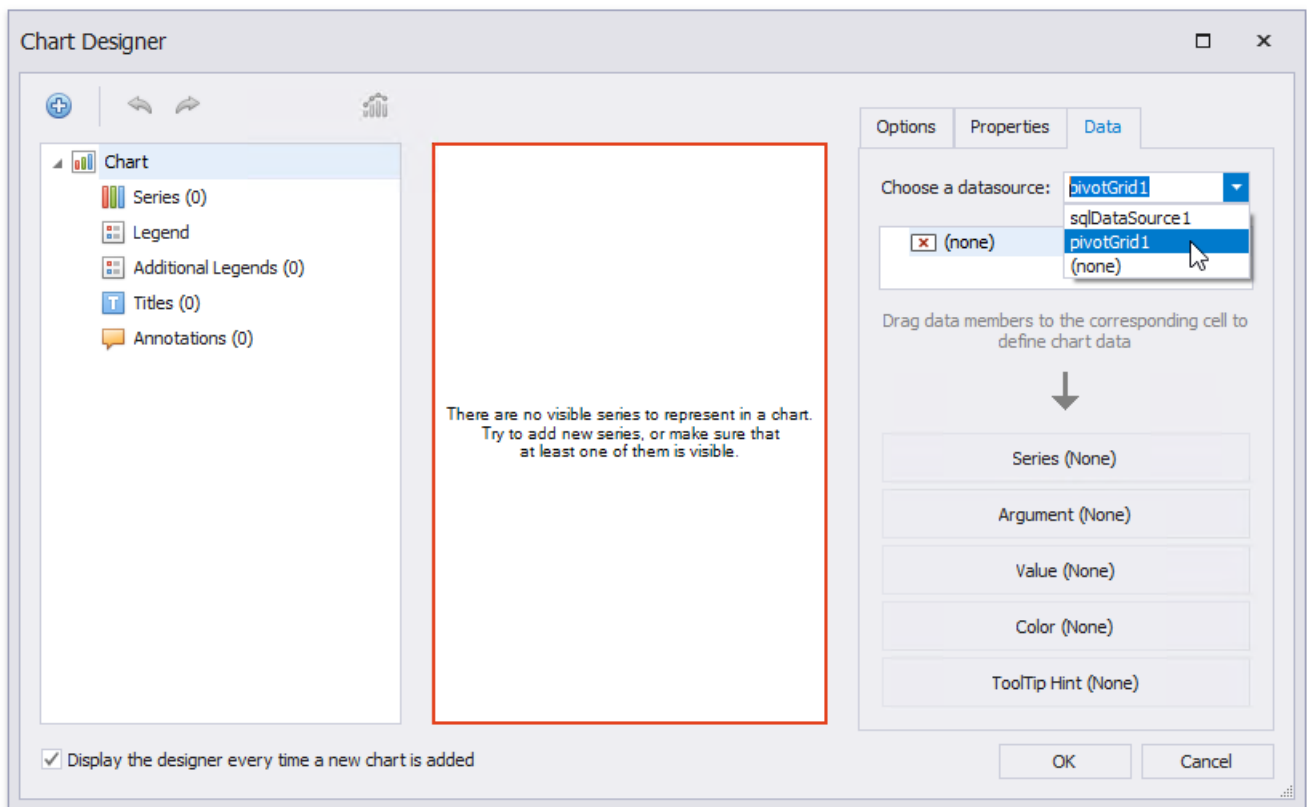 Chart Designer
Options
Properties
Data
Chart
Series (0)
Legend
Additional Legends (0)
Titles (0)
Annotations (0)
There are no visible series to represent in a chart.
Try to add new series, or make sure that
at least one of them is visible.
Choose a datasource:
pivotGrid1
sqlDataSource1
pivotGrid1
(none)
(none)
Drag data members to the corresponding cell to
define chart data
Series (None)
Argument (None)
Value (None)
Color (None)
ToolTip Hint (None)
Display the designer every time a new chart is added
OK
Cancel